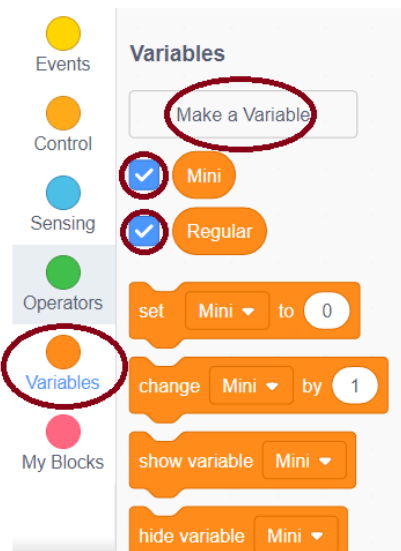 Events
Control
Sensing
Operators
Variables
My Blocks
Variables
Make a Variable
Mini
Regular
set Mini to 0
change Mini by 1
show variable Mini
hide variable Mini